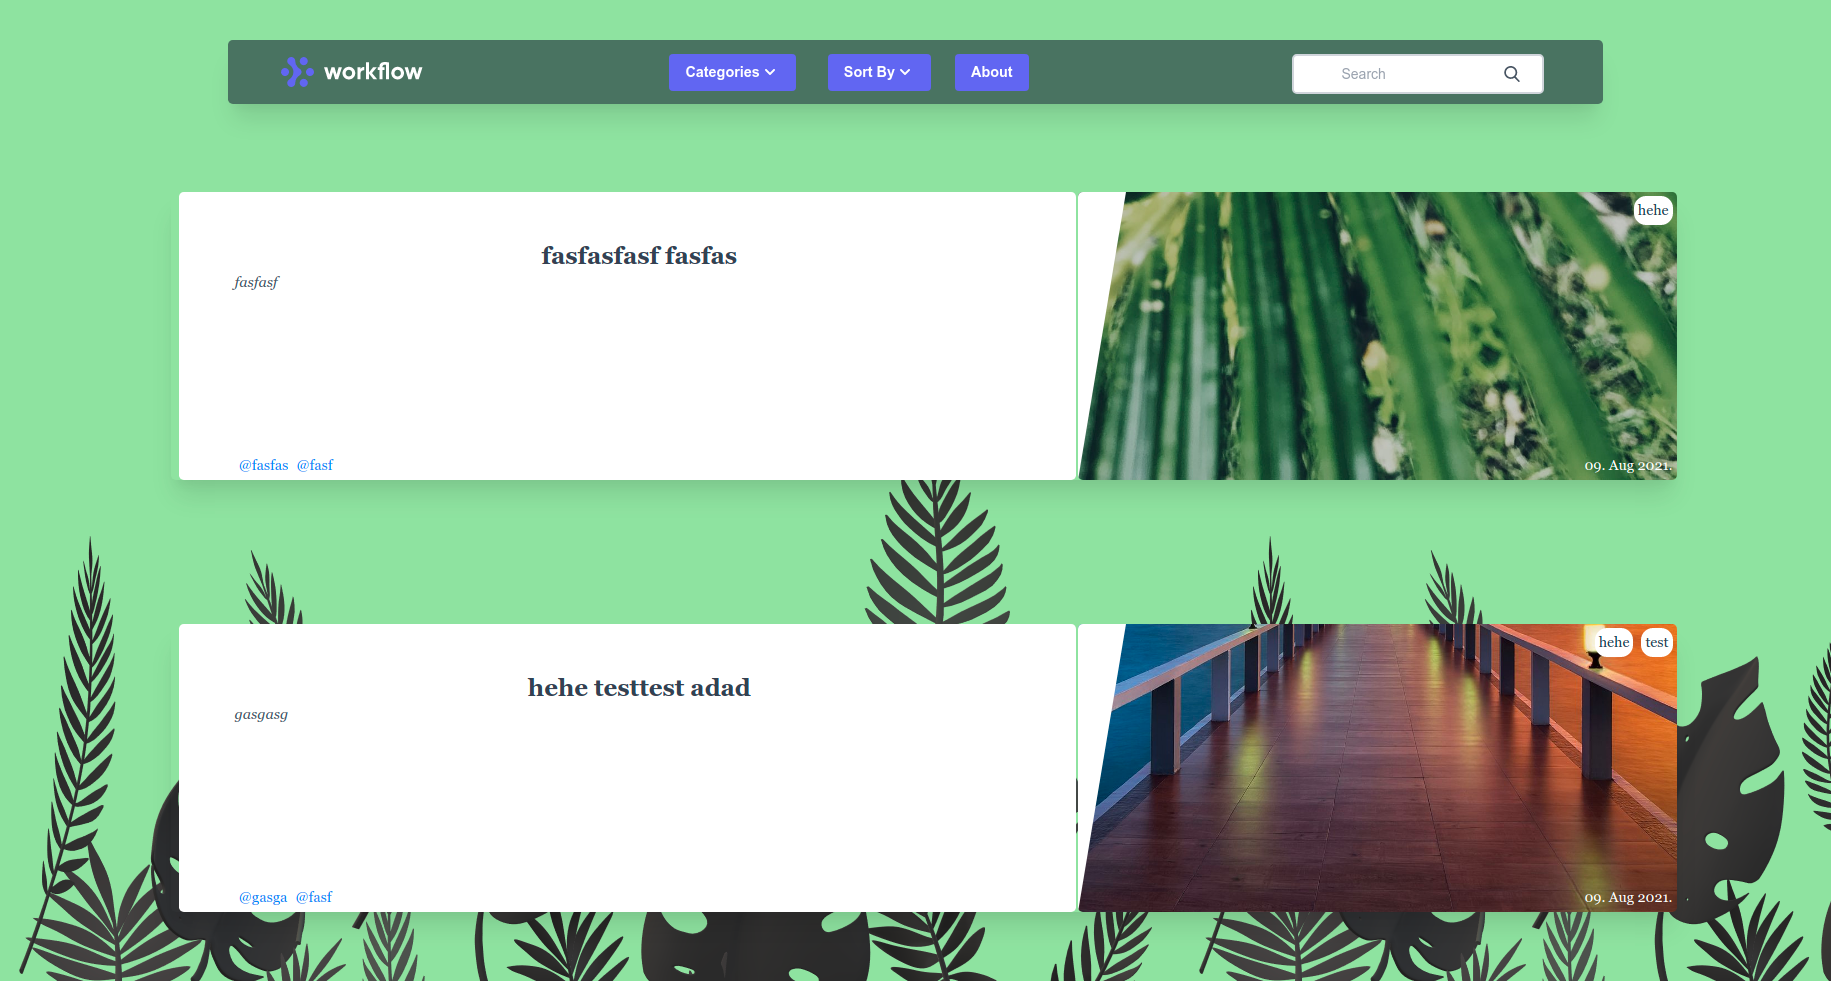 workflow
Categories
Sort By
About
Search
hehe
fasfasfasf fasfas
fasfasf
@fasfas @fasf
09. Aug 2021.
hehe test
hehe testtest adad
gasgasg
@gasga @fasf
09. Aug 2021.